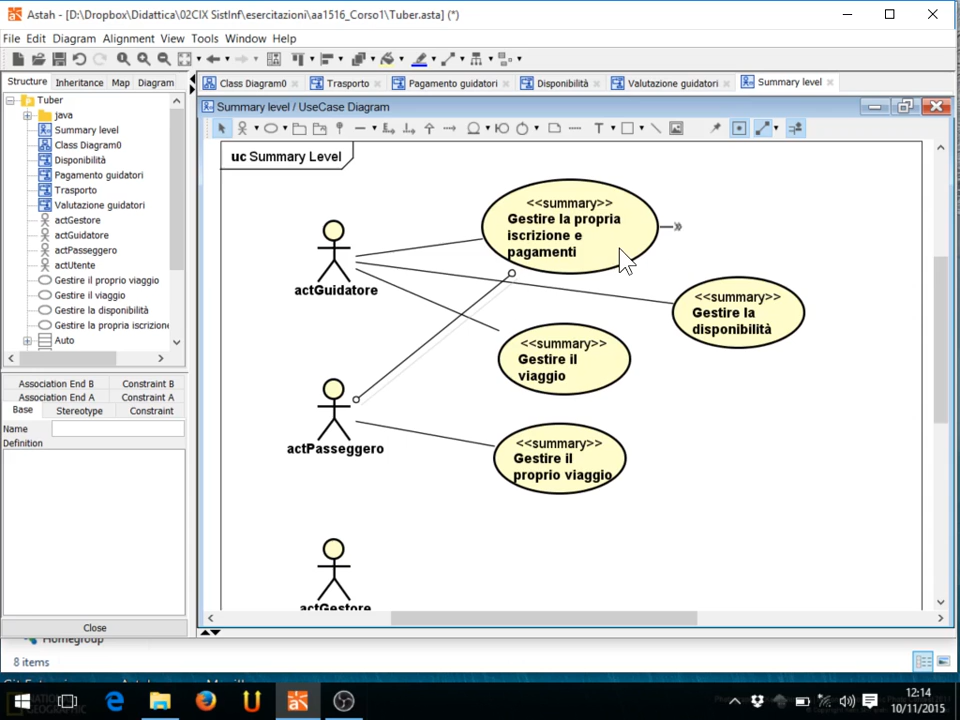 Astah - [D:\Dropbox\Didattica\02CIX SistInf\esercitazioni\aa1516_Corso1\Tuber.asta] (*)
File Edit Diagram Alignment View Tools Window Help
Structure Inheritance Map Diagram
Class Diagram0 Trasporto Pagamento guidatori Disponibilità Valutazione guidatori Summary level
Summary level / UseCase Diagram
Tuber
java
Summary level
Class Diagram0
Disponibilità
Pagamento guidatori
Trasporto
Valutazione guidatori
actGestore
actGuidatore
actPasseggero
actUtente
Gestire il proprio viaggio
Gestire il viaggio
Gestire la disponibilità
Gestire la propria iscrizione
Auto
Association End B Constraint B
Association End A Constraint A
Base Stereotype Constraint
Name
Definition
Close
uc Summary Level
<<summary>>
Gestire la propria
iscrizione e
pagamenti
actGuidatore
<<summary>>
Gestire la
disponibilità
<<summary>>
Gestire il
viaggio
actPasseggero
<<summary>>
Gestire il
proprio viaggio
actGestore
Homegroup
8 items
12:14
10/11/2015